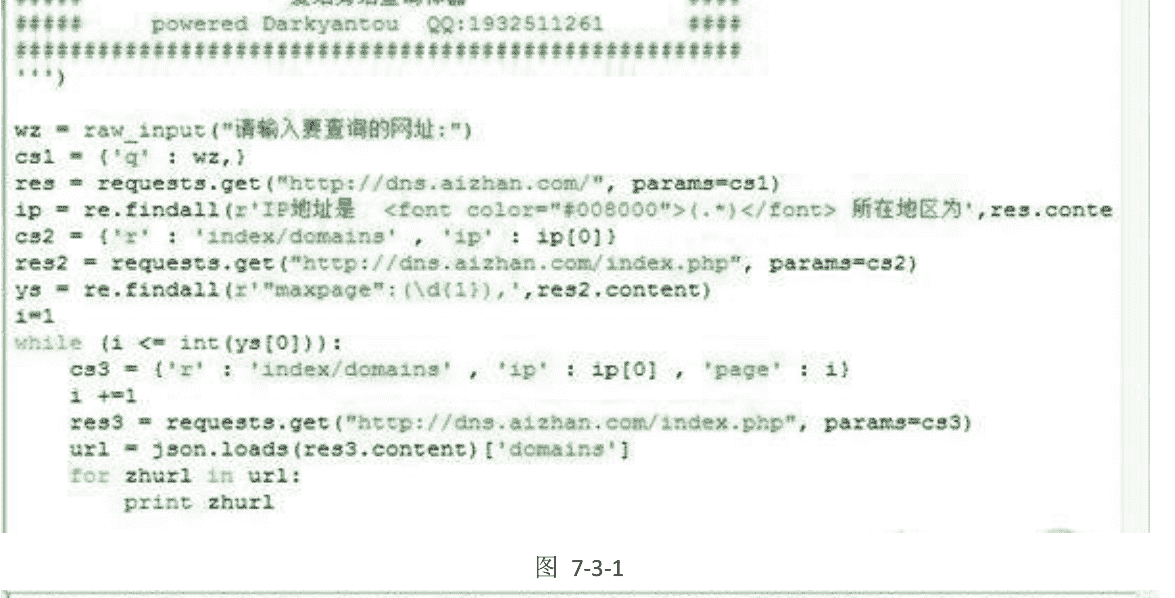 #####     powered Darkyantou  QQ:1932511261      ####
#####################################################
''')
wz = raw_input("请输入要查询的网址:")
cs1 = {'q' : wz,}
res = requests.get("http://dns.aizhan.com/", params=cs1)
ip = re.findall(r'IP地址是  <font color="#008000">(.*)</font> 所在地区为',res.conte
cs2 = {'r' : 'index/domains' , 'ip' : ip[0]}
res2 = requests.get("http://dns.aizhan.com/index.php", params=cs2)
ys = re.findall(r'"maxpage":(\d{1}),',res2.content)
i=1
while (i <= int(ys[0])):
    cs3 = {'r' : 'index/domains' , 'ip' : ip[0] , 'page' : i}
    i +=1
    res3 = requests.get("http://dns.aizhan.com/index.php", params=cs3)
    url = json.loads(res3.content)['domains']
    for zhurl in url:
        print zhurl
图 7-3-1